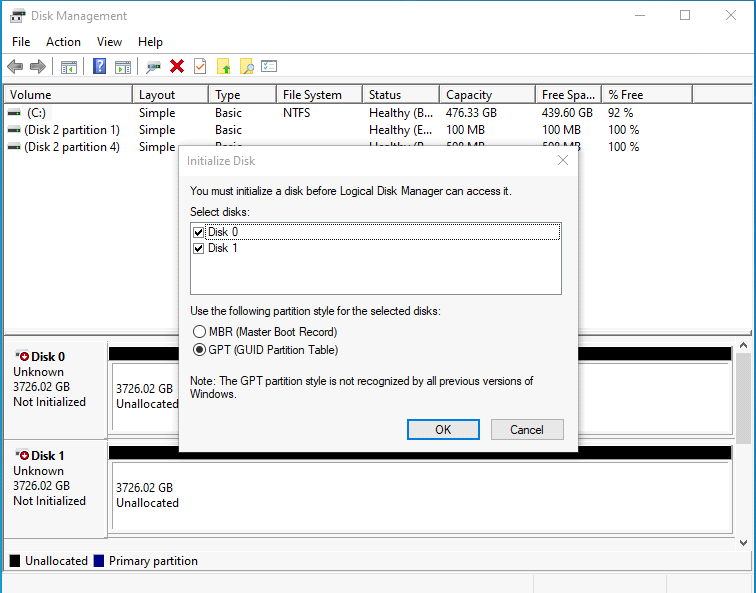 Disk Management
File Action View Help
Volume Layout Type File System Status Capacity Free Spa... % Free
(C:) Simple Basic NTFS Healthy (B... 476.33 GB 439.60 GB 92 %
(Disk 2 partition 1) Simple Basic Healthy (E... 100 MB 100 MB 100 %
(Disk 2 partition 4) Simple 100 %
Initialize Disk
You must initialize a disk before Logical Disk Manager can access it.
Select disks:
Disk 0
Disk 1
Use the following partition style for the selected disks:
MBR (Master Boot Record)
GPT (GUID Partition Table)
Note: The GPT partition style is not recognized by all previous versions of
Windows.
OK Cancel
Disk 0
Unknown
3726.02 GB
Not Initialized
3726.02 GB
Unallocated
Disk 1
Unknown
3726.02 GB
Not Initialized
3726.02 GB
Unallocated
Unallocated Primary partition